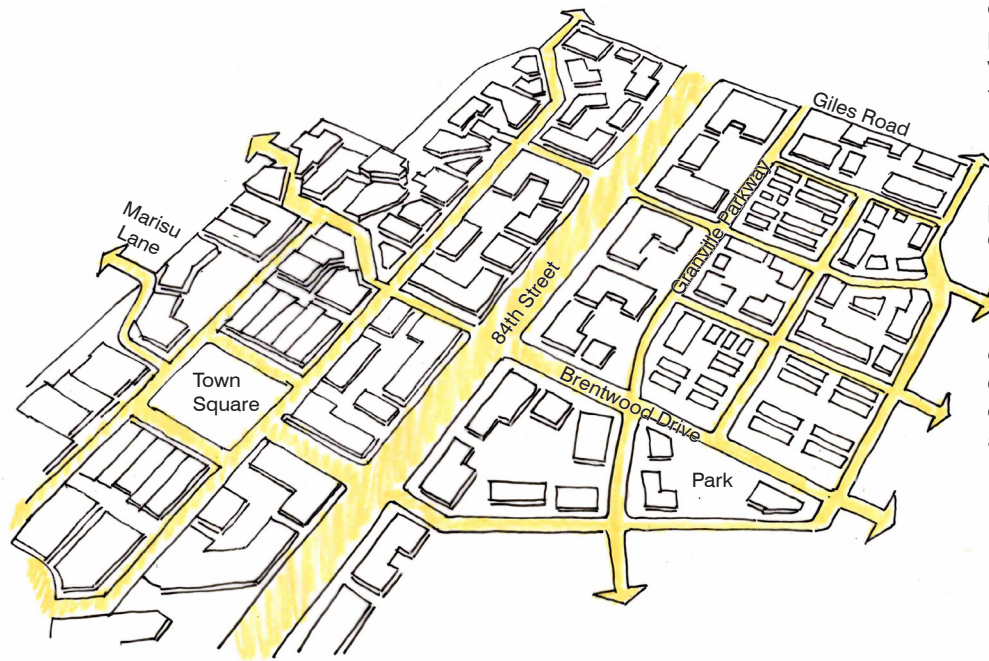 Giles Road
Granville Parkway
Marisu
Lane
84th Street
Town
Square
Brentwood Drive
Park